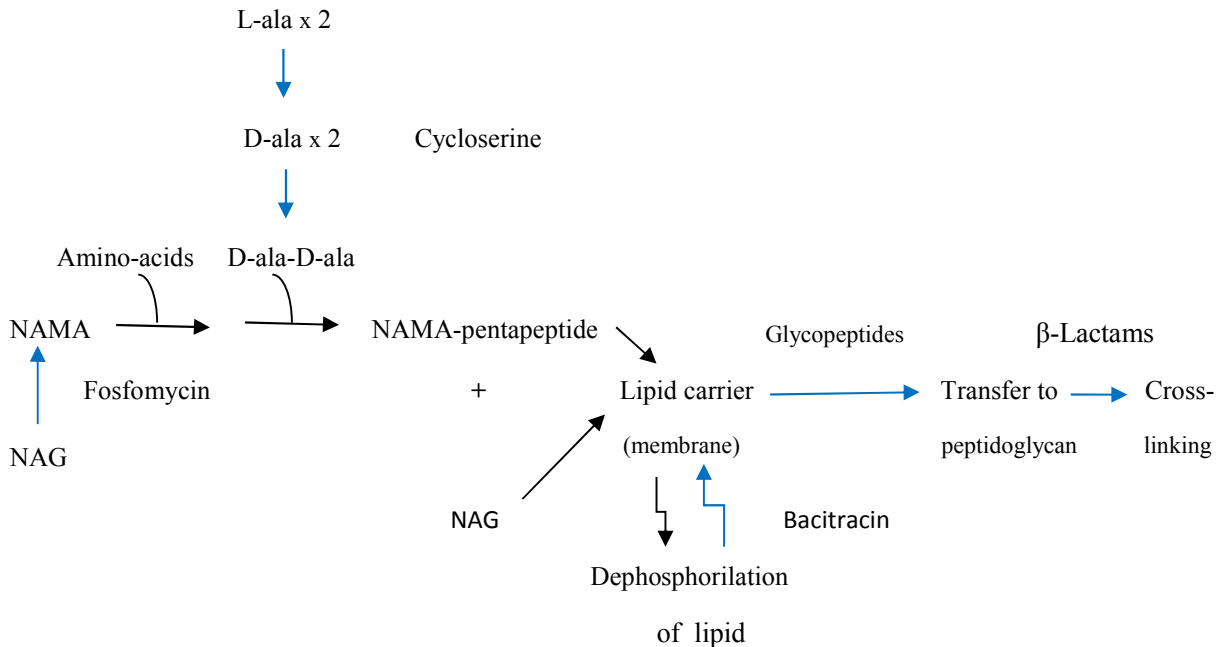 L-ala x 2
D-ala x 2
Cycloserine
Amino-acids
D-ala-D-ala
NAMA
NAMA-pentapeptide
Glycopeptides
β-Lactams
Fosfomycin
+
Lipid carrier
Transfer to
Cross-
NAG
(membrane)
peptidoglycan
linking
NAG
Bacitracin
Dephosphorilation
of lipid